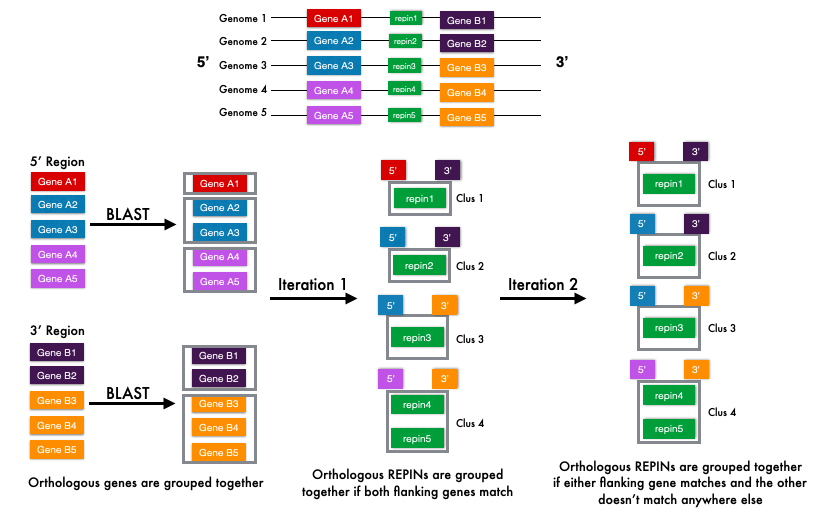 Genome 1 Gene A1 repin1 Gene B1
Genome 2 Gene A2 repin2 Gene B2
5’ Genome 3 Gene A3 repin3 Gene B3 3’
Genome 4 Gene A4 repin4 Gene B4
Genome 5 Gene A5 repin5 Gene B5
5’ Region
Gene A1
Gene A2
Gene A3
Gene A4
Gene A5
BLAST
Gene A1
Gene A2
Gene A3
Gene A4
Gene A5
3’ Region
Gene B1
Gene B2
Gene B3
Gene B4
Gene B5
BLAST
Gene B1
Gene B2
Gene B3
Gene B4
Gene B5
Orthologous genes are grouped together
Iteration 1
5’ 3’
repin1 Clus 1
5’ 3’
repin2 Clus 2
5’ 3’
repin3 Clus 3
5’ 3’
repin4
Clus 4
repin5
Orthologous REPINs are grouped
together if both flanking genes match
Iteration 2
5’ 3’
repin1 Clus 1
5’ 3’
repin2 Clus 2
5’ 3’
repin3 Clus 3
5’ 3’
repin4
Clus 4
repin5
Orthologous REPINs are grouped together
if either flanking gene matches and the other
doesn’t match anywhere else